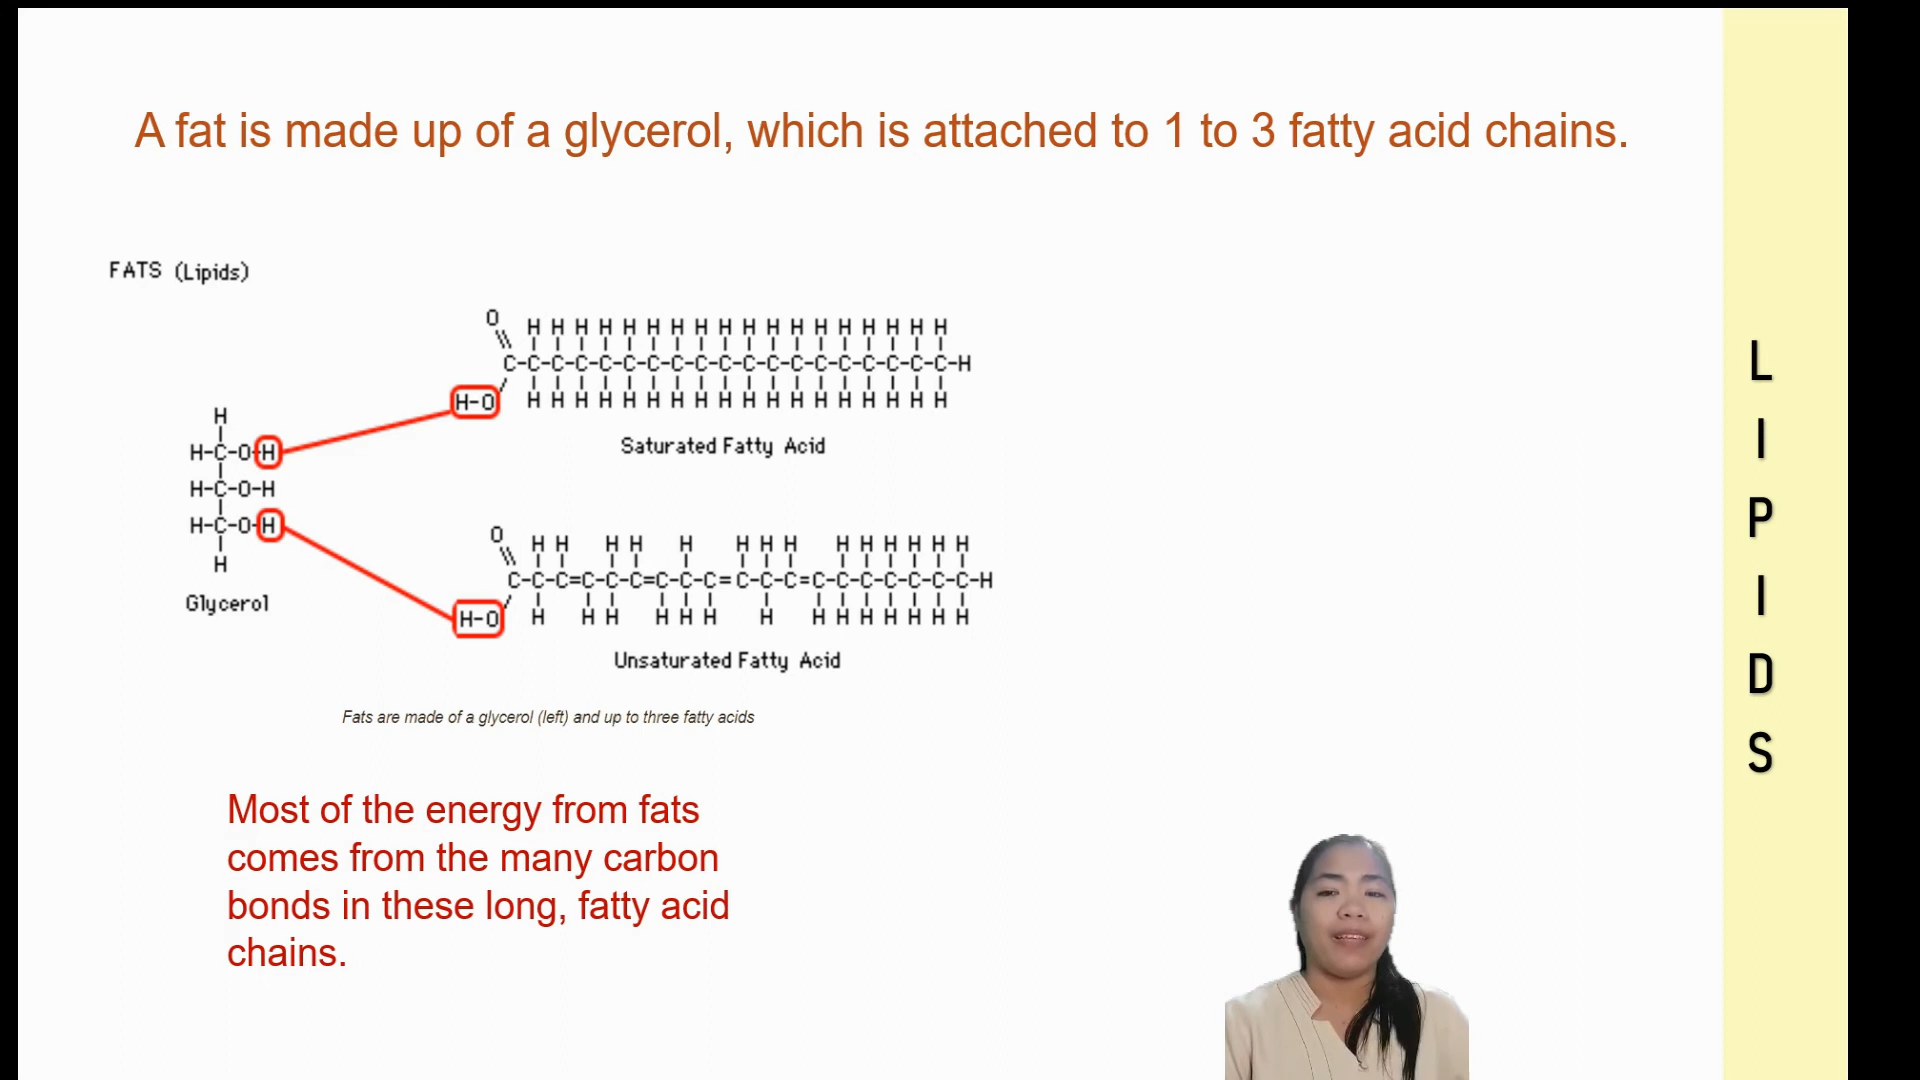 A fat is made up of a glycerol, which is attached to 1 to 3 fatty acid chains.
FATS (Lipids)
O
H H H H H H H H H H H H H H H H H H
C-C-C-C-C-C-C-C-C-C-C-C-C-C-C-C-C-C-C-H
H-O H H H H H H H H H H H H H H H H H H
Saturated Fatty Acid
H
H-C-O-H
H-C-O-H
H-C-O-H
H
Glycerol
O
H H H H H H H H H H H H H H
C-C-C=C-C-C=C-C-C=C-C-C=C-C-C-C-C-C-C-H
H-O H H H H H H H H H H H H H H
Unsaturated Fatty Acid
Fats are made of a glycerol (left) and up to three fatty acids
Most of the energy from fats
comes from the many carbon
bonds in these long, fatty acid
chains.
L
I
P
I
D
S